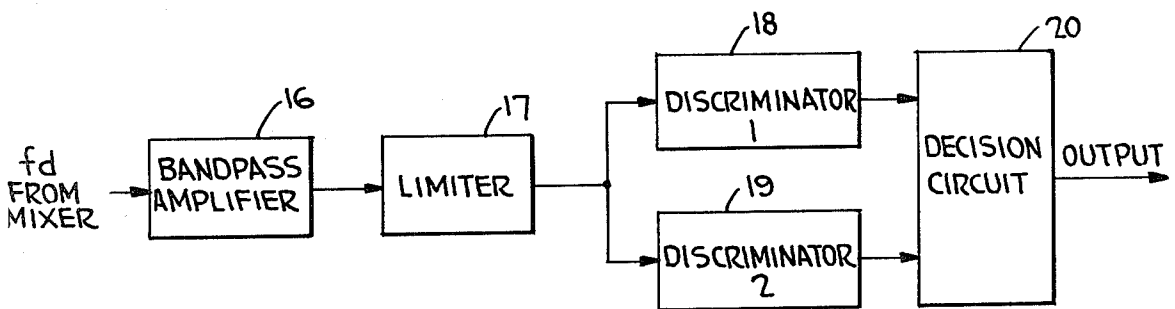 fd
FROM
MIXER
16
BANDPASS
AMPLIFIER
17
LIMITER
18
DISCRIMINATOR
1
19
DISCRIMINATOR
2
20
DECISION
CIRCUIT
OUTPUT